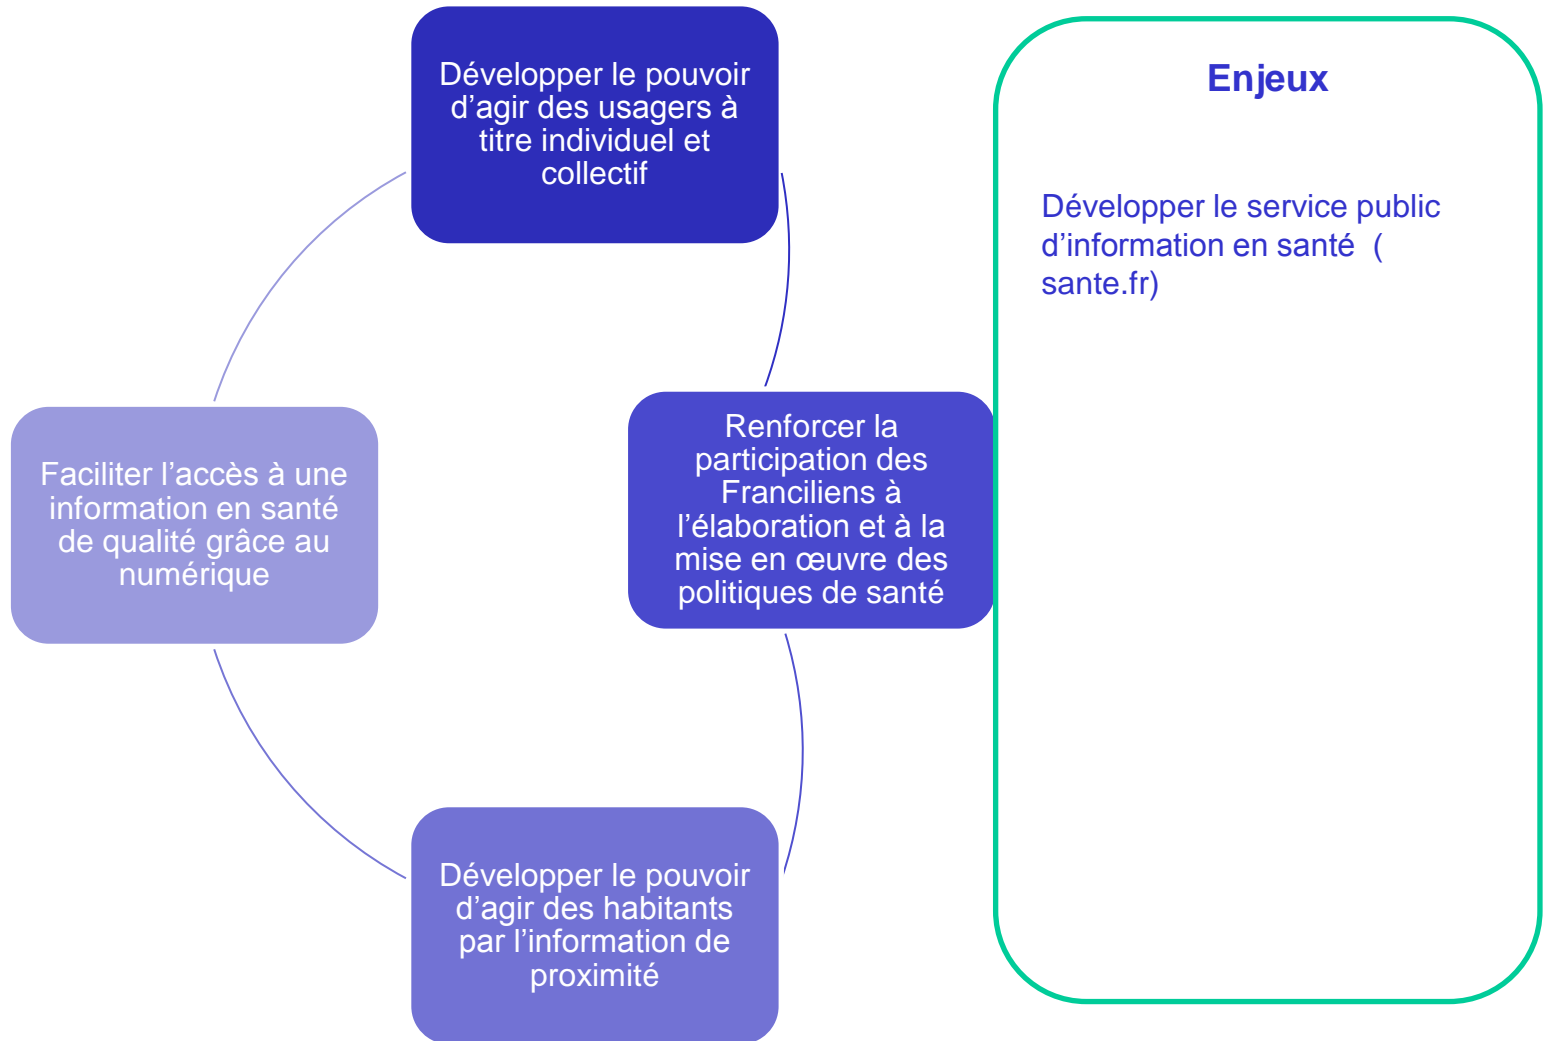 Développer le pouvoir
d’agir des usagers à
titre individuel et
collectif
Renforcer la
participation des
Franciliens à
l’élaboration et à la
mise en œuvre des
politiques de santé
Développer le pouvoir
d’agir des habitants
par l’information de
proximité
Faciliter l’accès à une
information en santé
de qualité grâce au
numérique
Enjeux
Développer le service public
d’information en santé (
sante.fr)